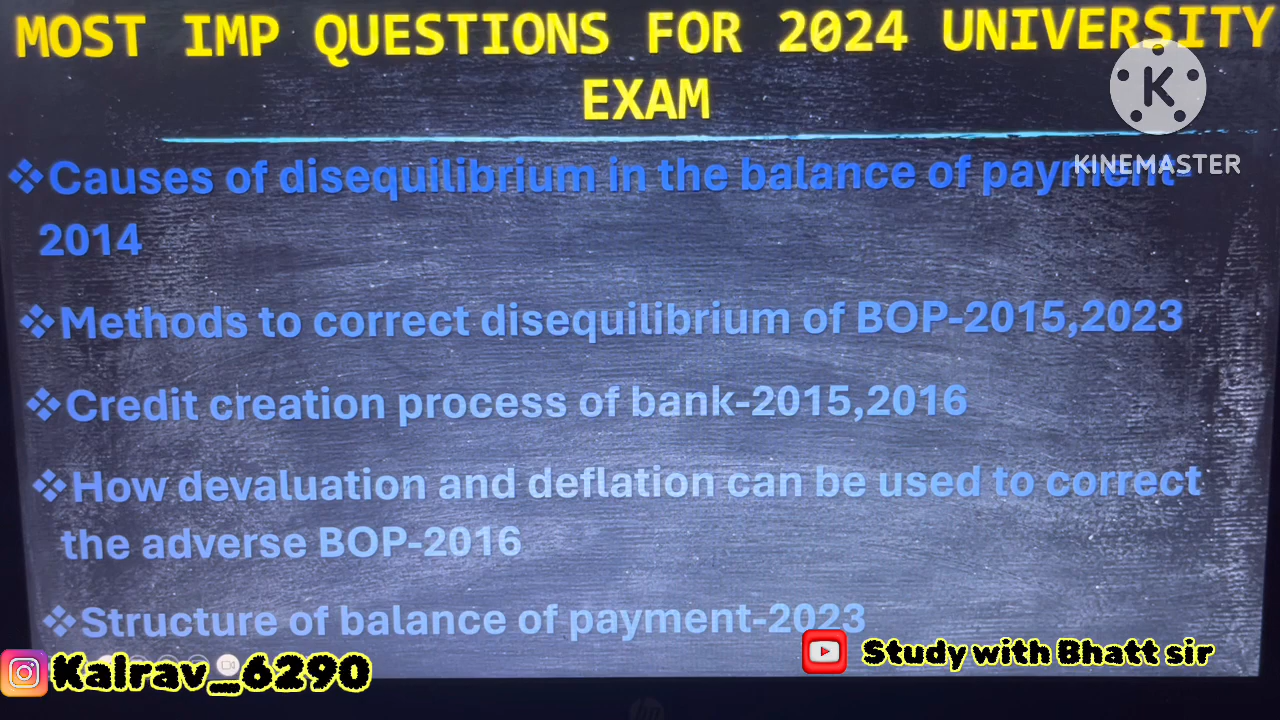 MOST IMP QUESTIONS FOR 2024 UNIVERSITY
EXAM
K
KINEMASTER
❖Causes of disequilibrium in the balance of payment-
2014
❖Methods to correct disequilibrium of BOP-2015,2023
❖Credit creation process of bank-2015,2016
❖How devaluation and deflation can be used to correct
the adverse BOP-2016
❖Structure of balance of payment-2023
Study with Bhatt sir
Kalrav_6290
hp